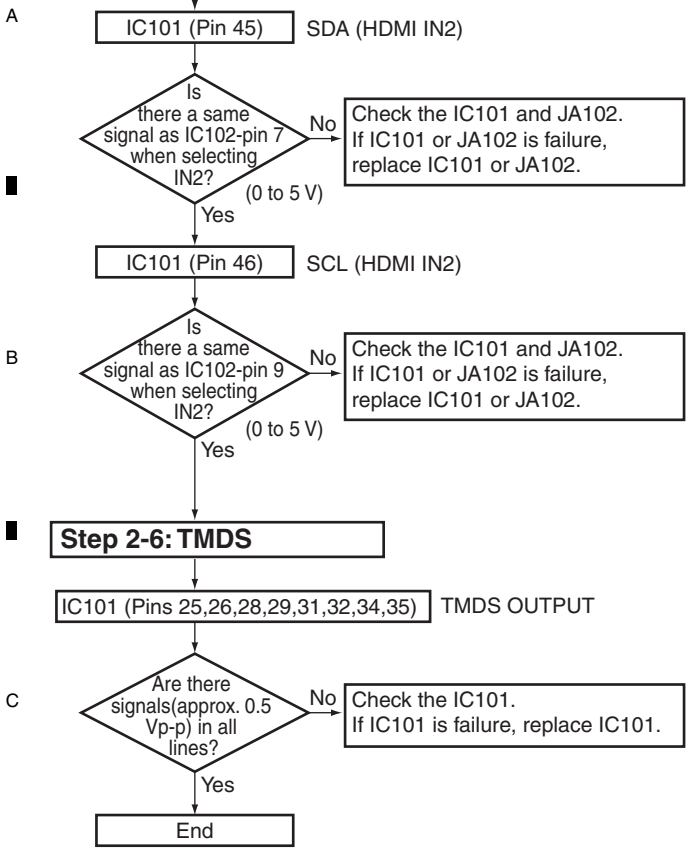 A
IC101 (Pin 45)
SDA (HDMI IN2)
Is
there a same
signal as IC102-pin 7
when selecting
IN2?
No
Check the IC101 and JA102.
If IC101 or JA102 is failure,
replace IC101 or JA102.
(0 to 5 V)
Yes
IC101 (Pin 46)
SCL (HDMI IN2)
B
Is
there a same
signal as IC102-pin 9
when selecting
IN2?
No
Check the IC101 and JA102.
If IC101 or JA102 is failure,
replace IC101 or JA102.
(0 to 5 V)
Yes
Step 2-6: TMDS
IC101 (Pins 25,26,28,29,31,32,34,35)
TMDS OUTPUT
C
Are there
signals(approx. 0.5
Vp-p) in all
lines?
No
Check the IC101.
If IC101 is failure, replace IC101.
Yes
End